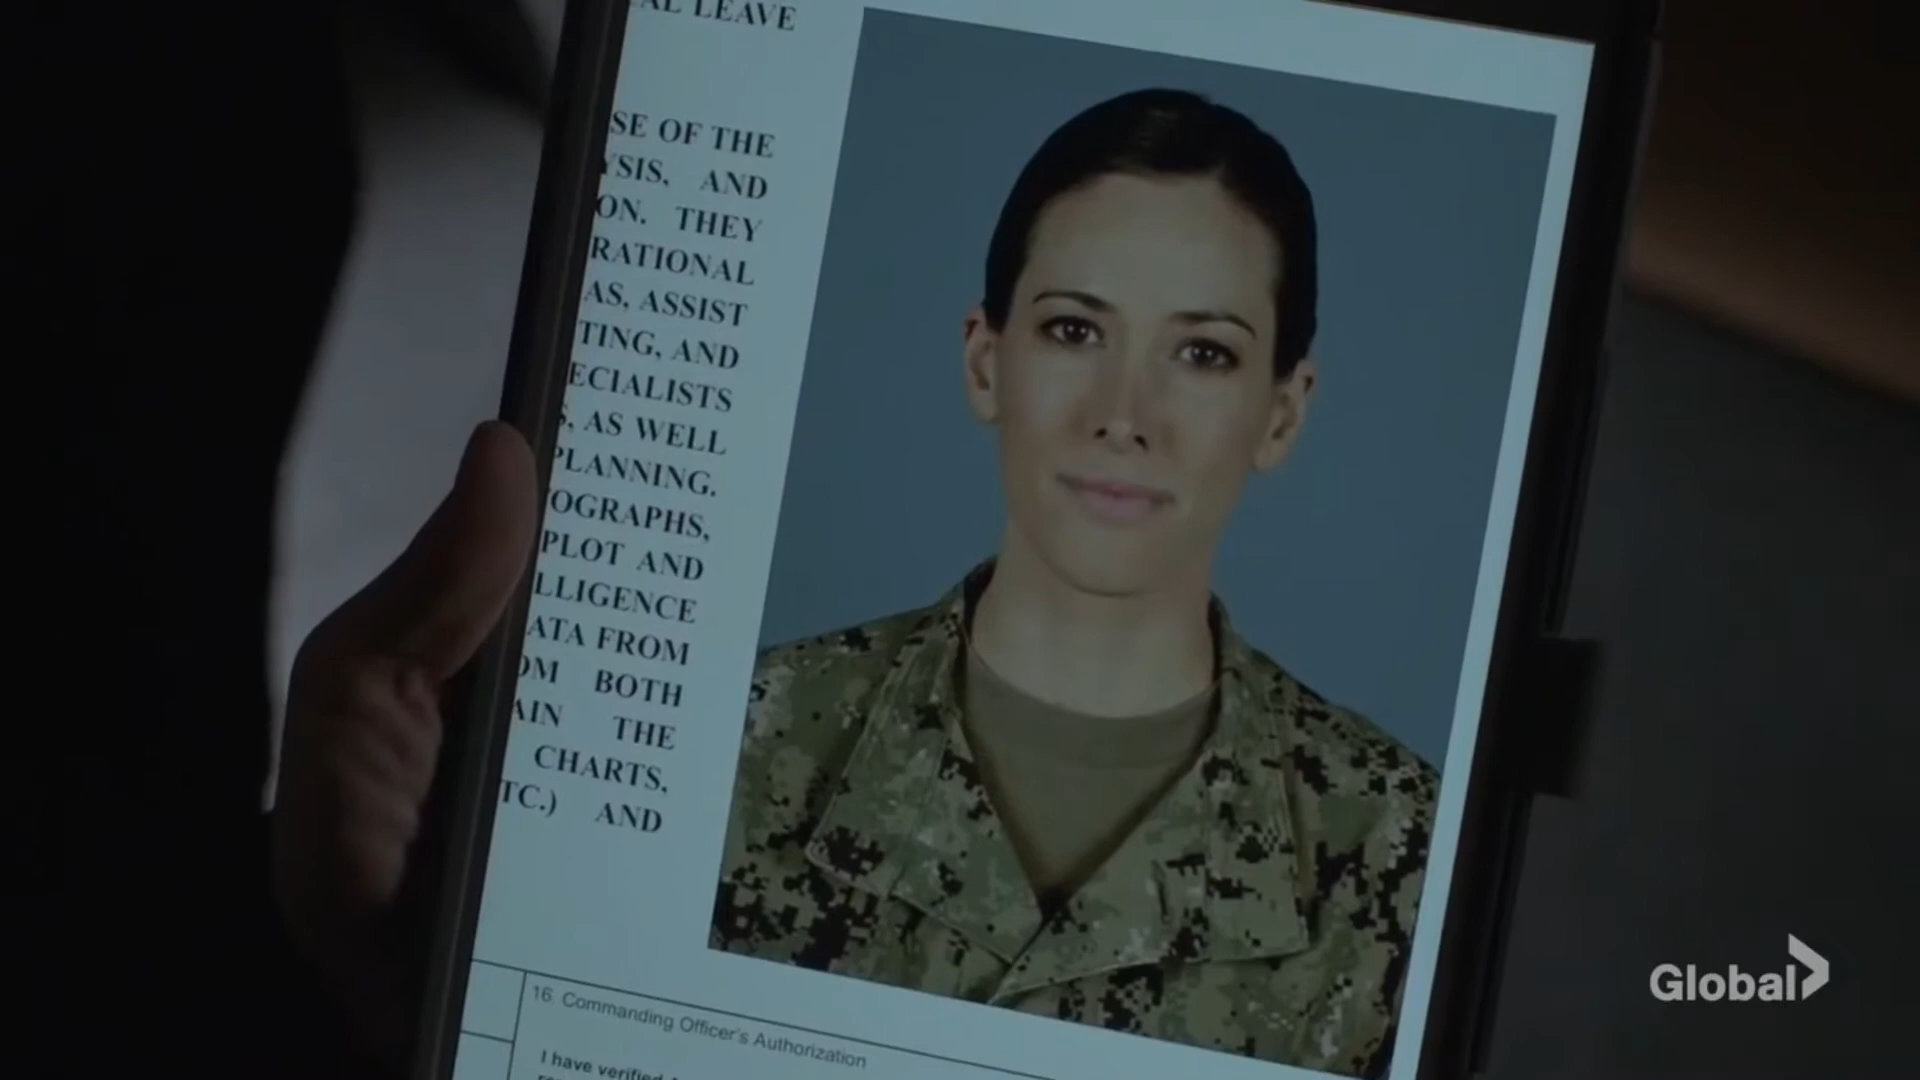 AL LEAVE
SE OF THE
YSIS, AND
ON. THEY
RATIONAL
AS, ASSIST
TING, AND
ECIALISTS
S, AS WELL
PLANNING.
OGRAPHS,
PLOT AND
LLIGENCE
ATA FROM
OM BOTH
AIN THE
CHARTS,
TC.) AND
16. Commanding Officer's Authorization
I have verified
Global